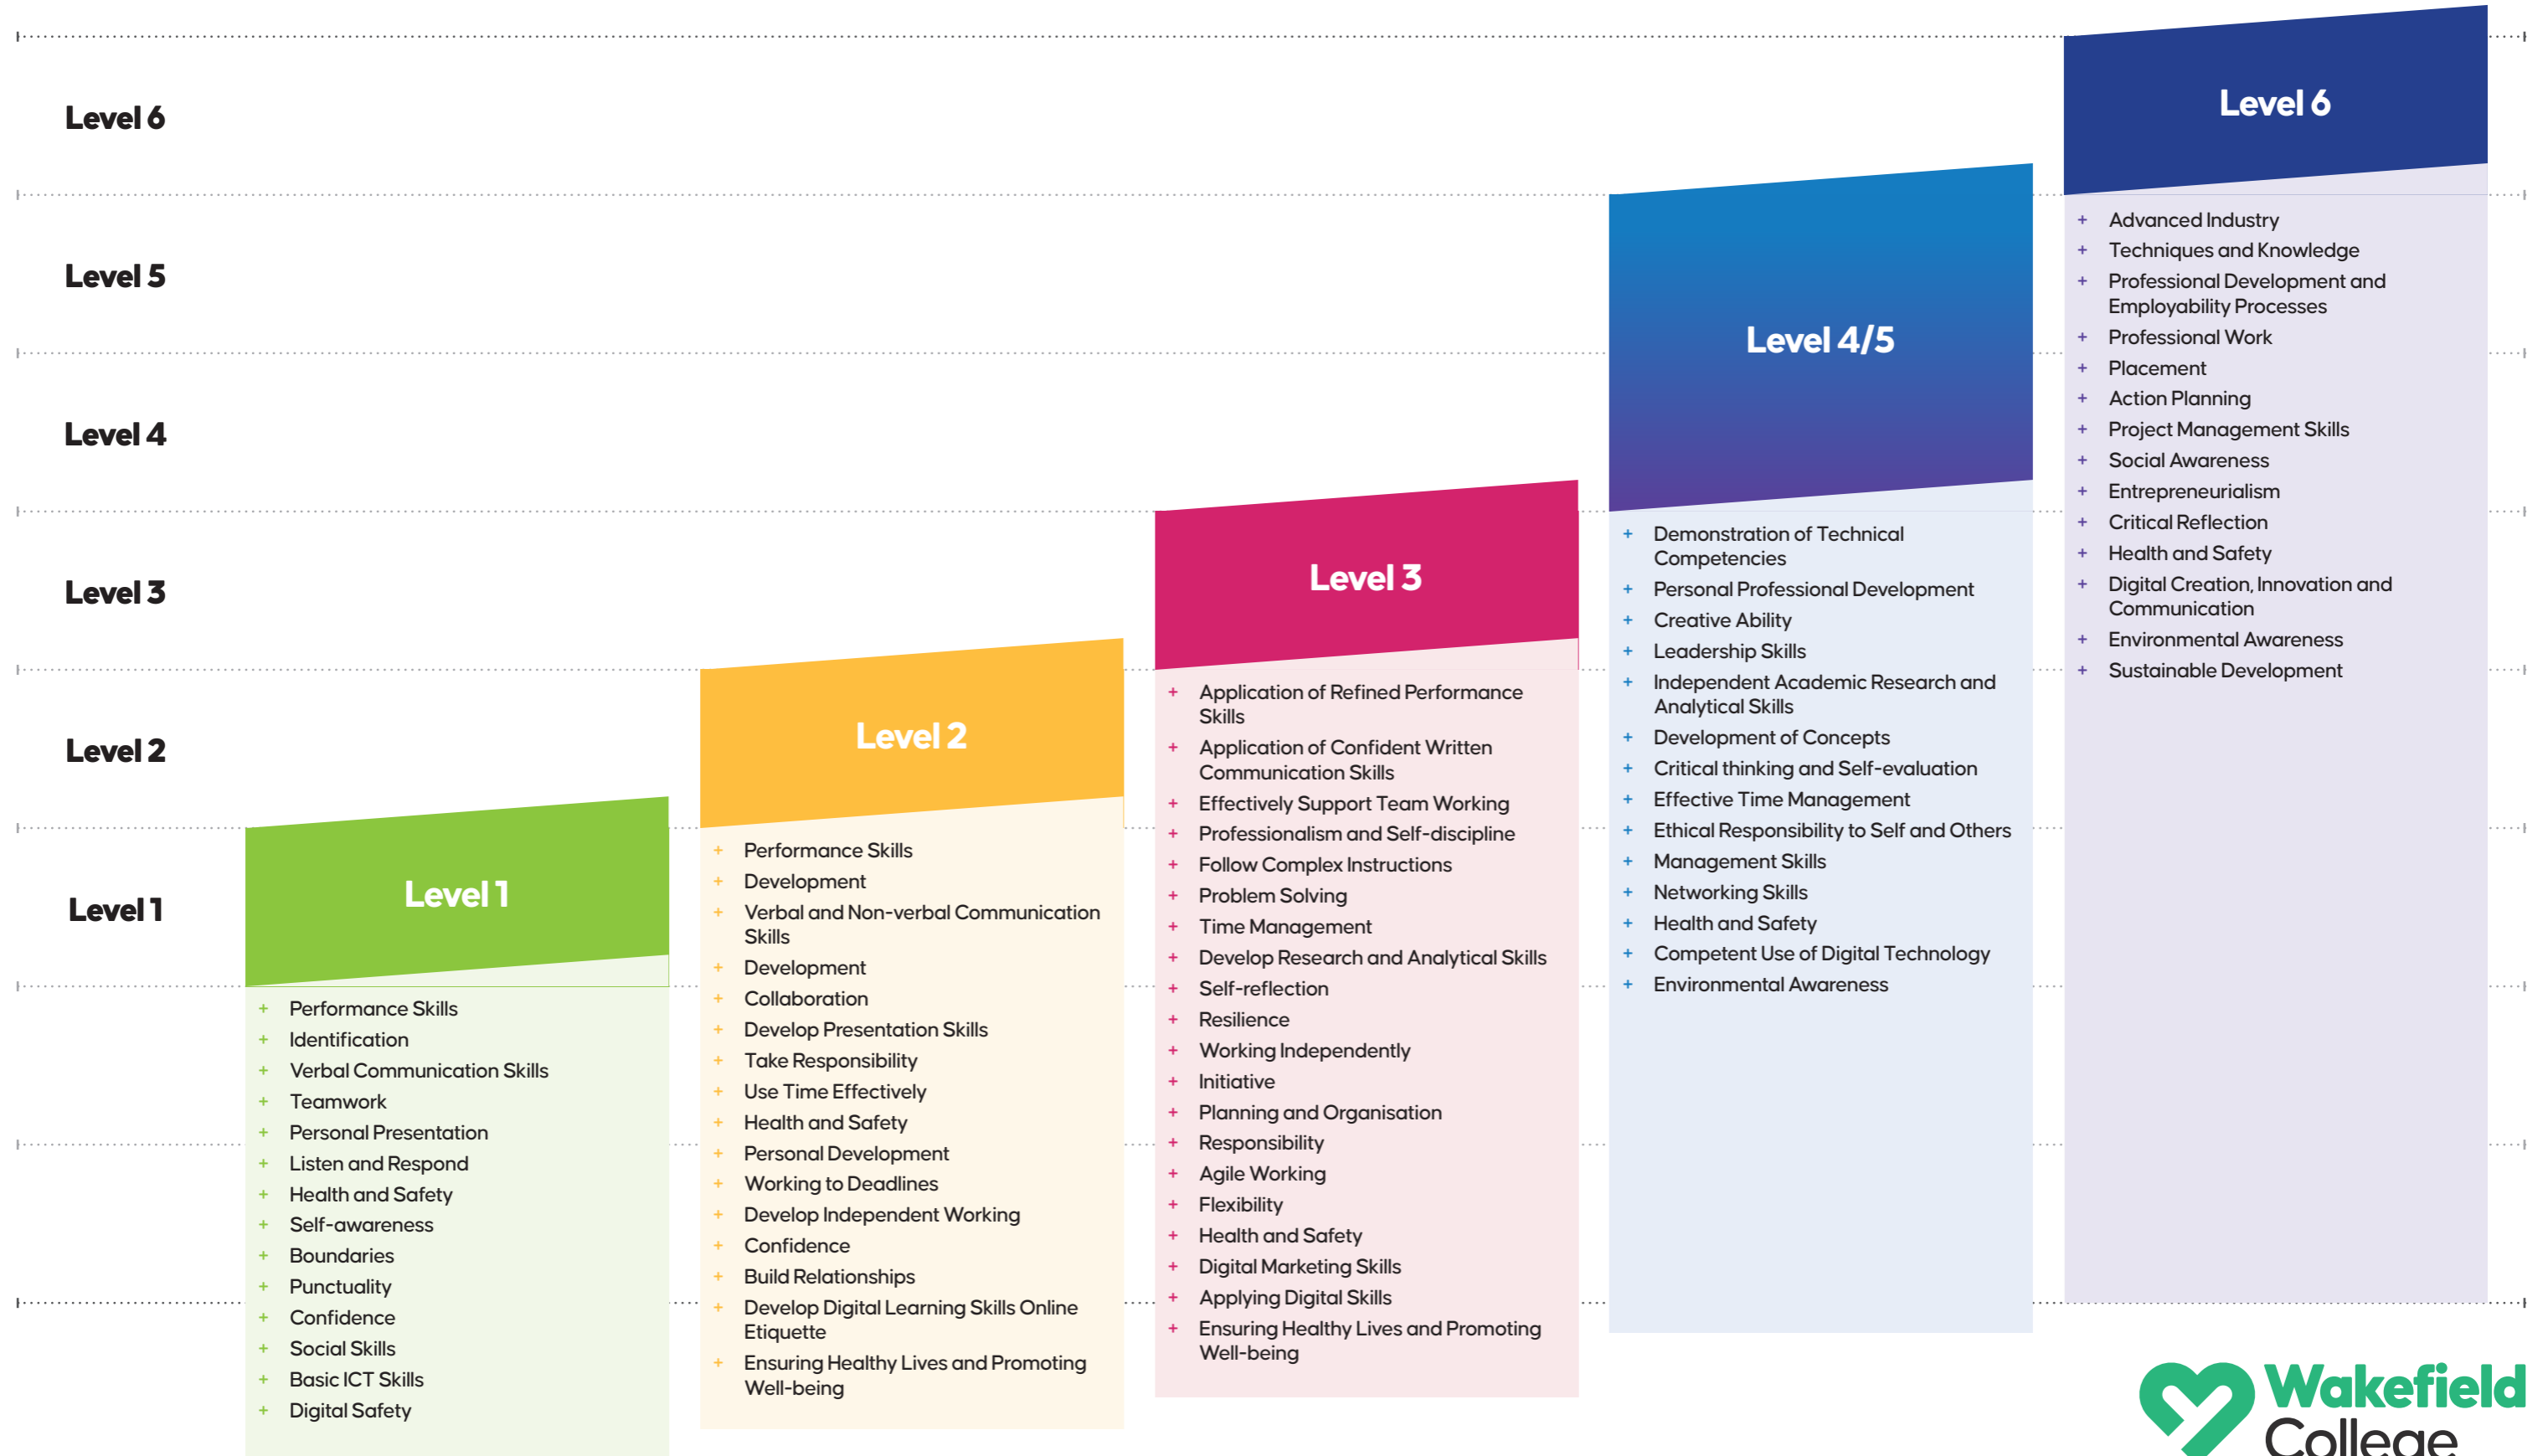 Level 6
Level 5
Level 4
Level 3
Level 2
Level 1
Level 1
+ Performance Skills
+ Identification
+ Verbal Communication Skills
+ Teamwork
+ Personal Presentation
+ Listen and Respond
+ Health and Safety
+ Self-awareness
+ Boundaries
+ Punctuality
+ Confidence
+ Social Skills
+ Basic ICT Skills
+ Digital Safety
Level 2
+ Performance Skills
+ Development
+ Verbal and Non-verbal Communication
Skills
+ Development
+ Collaboration
+ Develop Presentation Skills
+ Take Responsibility
+ Use Time Effectively
+ Health and Safety
+ Personal Development
+ Working to Deadlines
+ Develop Independent Working
+ Confidence
+ Build Relationships
+ Develop Digital Learning Skills Online
Etiquette
+ Ensuring Healthy Lives and Promoting
Well-being
Level 3
+ Application of Refined Performance
Skills
+ Application of Confident Written
Communication Skills
+ Effectively Support Team Working
+ Professionalism and Self-discipline
+ Follow Complex Instructions
+ Problem Solving
+ Time Management
+ Develop Research and Analytical Skills
+ Self-reflection
+ Resilience
+ Working Independently
+ Initiative
+ Planning and Organisation
+ Responsibility
+ Agile Working
+ Flexibility
+ Health and Safety
+ Digital Marketing Skills
+ Applying Digital Skills
+ Ensuring Healthy Lives and Promoting
Well-being
Level 4/5
+ Demonstration of Technical
Competencies
+ Personal Professional Development
+ Creative Ability
+ Leadership Skills
+ Independent Academic Research and
Analytical Skills
+ Development of Concepts
+ Critical thinking and Self-evaluation
+ Effective Time Management
+ Ethical Responsibility to Self and Others
+ Management Skills
+ Networking Skills
+ Health and Safety
+ Competent Use of Digital Technology
+ Environmental Awareness
Level 6
+ Advanced Industry
+ Techniques and Knowledge
+ Professional Development and
Employability Processes
+ Professional Work
+ Placement
+ Action Planning
+ Project Management Skills
+ Social Awareness
+ Entrepreneurialism
+ Critical Reflection
+ Health and Safety
+ Digital Creation, Innovation and
Communication
+ Environmental Awareness
+ Sustainable Development
Wakefield
College